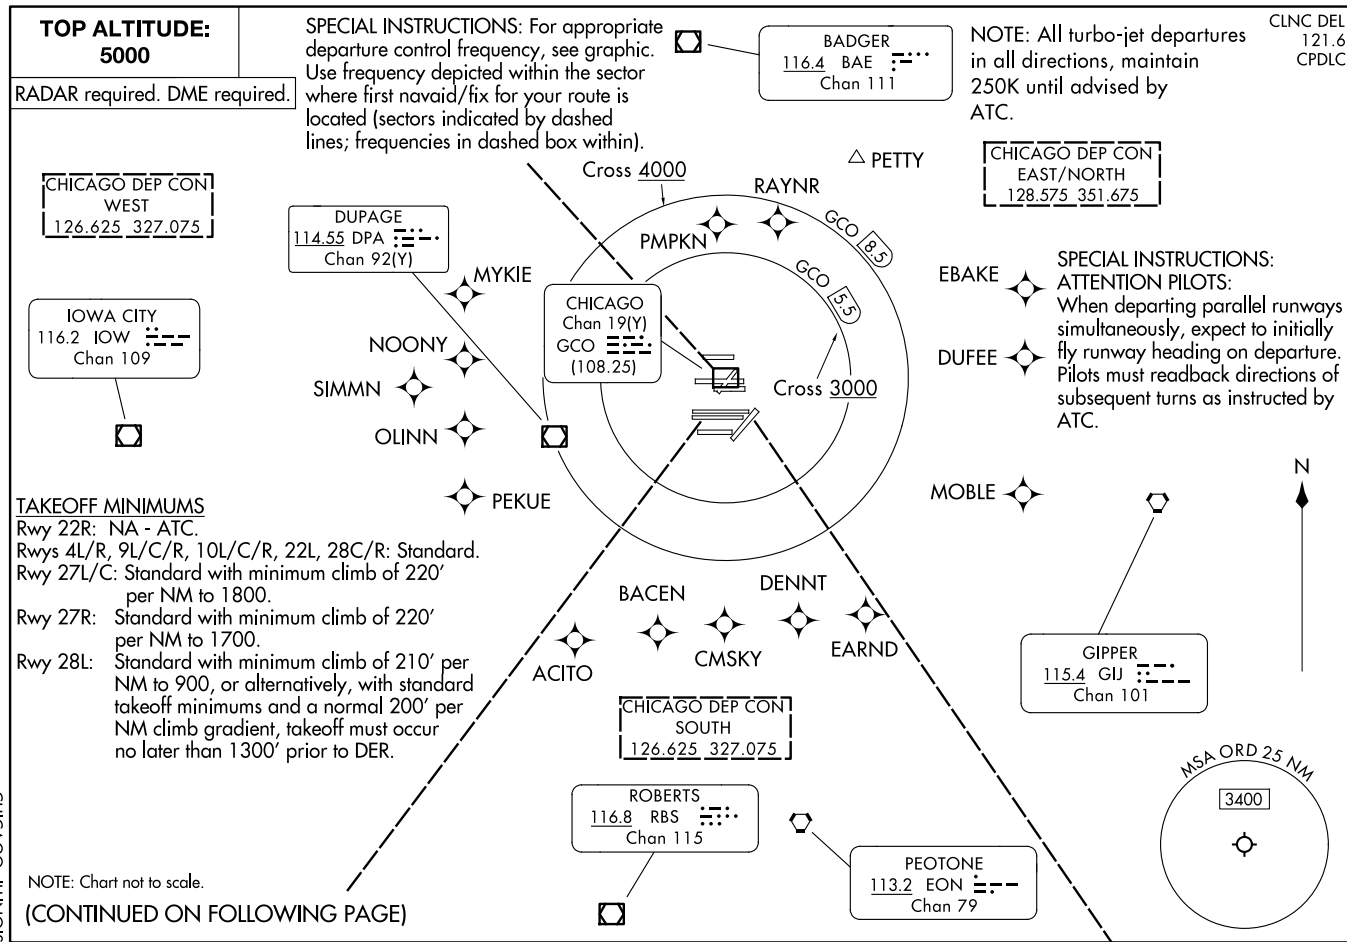 TOP ALTITUDE:
5000
RADAR required. DME required.
SPECIAL INSTRUCTIONS: For appropriate
departure control frequency, see graphic.
Use frequency depicted within the sector
where first navaid/fix for your route is
located (sectors indicated by dashed
lines; frequencies in dashed box within).
BADGER
116.4 BAE
Chan 111
NOTE: All turbo-jet departures
in all directions, maintain
250K until advised by
ATC.
CLNC DEL
121.6
CPDLC
CHICAGO DEP CON
WEST
126.625 327.075
Cross 4000
PETTY
CHICAGO DEP CON
EAST/NORTH
128.575 351.675
DUPAGE
114.55 DPA
Chan 92(Y)
RAYNR
PMPKN
GCO 8.5
GCO 5.5
MYKIE
CHICAGO
Chan 19(Y)
GCO
(108.25)
EBAKE
SPECIAL INSTRUCTIONS:
ATTENTION PILOTS:
When departing parallel runways
simultaneously, expect to initially
fly runway heading on departure.
Pilots must readback directions of
subsequent turns as instructed by
ATC.
IOWA CITY
116.2 IOW
Chan 109
NOONY
SIMMN
OLINN
PEKUE
Cross 3000
DUFEE
MOBLE
N
TAKEOFF MINIMUMS
Rwy 22R: NA - ATC.
Rwys 4L/R, 9L/C/R, 10L/C/R, 22L, 28C/R: Standard.
Rwy 27L/C: Standard with minimum climb of 220'
per NM to 1800.
Rwy 27R: Standard with minimum climb of 220'
per NM to 1700.
Rwy 28L: Standard with minimum climb of 210' per
NM to 900, or alternatively, with standard
takeoff minimums and a normal 200' per
NM climb gradient, takeoff must occur
no later than 1300' prior to DER.
BACEN
DENNT
ACITO
CMSKY
EARND
GIPPER
115.4 GIJ
Chan 101
CHICAGO DEP CON
SOUTH
126.625 327.075
MSA ORD 25 NM
3400
ROBERTS
116.8 RBS
Chan 115
PEOTONE
113.2 EON
Chan 79
NOTE: Chart not to scale.
(CONTINUED ON FOLLOWING PAGE)